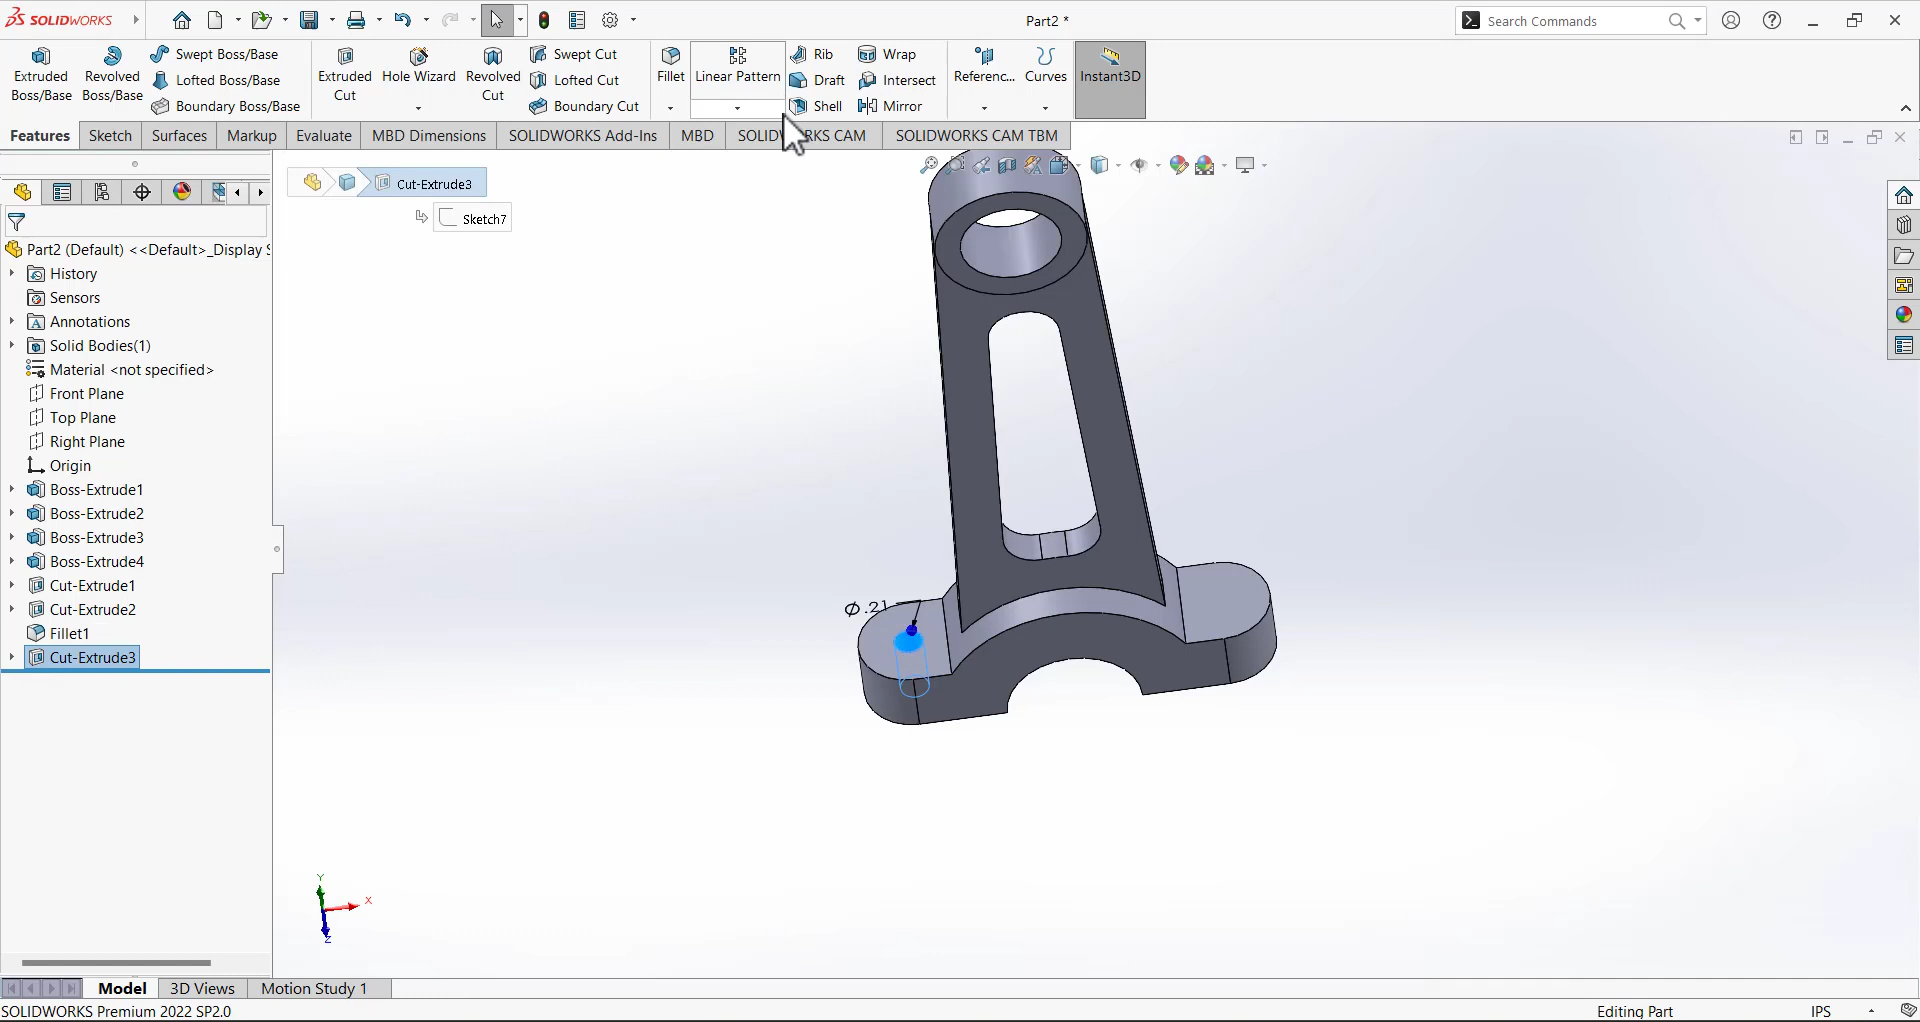 SOLIDWORKS
Part2 *
Search Commands
Extruded Boss/Base
Revolved Boss/Base
Swept Boss/Base
Lofted Boss/Base
Boundary Boss/Base
Extruded Cut
Hole Wizard
Revolved Cut
Swept Cut
Lofted Cut
Boundary Cut
Fillet
Linear Pattern
Rib
Draft
Shell
Wrap
Intersect
Mirror
Referenc...
Curves
Instant3D
Features
Sketch
Surfaces
Markup
Evaluate
MBD Dimensions
SOLIDWORKS Add-Ins
MBD
SOLIDWORKS CAM
SOLIDWORKS CAM TBM
Cut-Extrude3
Sketch7
Part2 (Default) <<Default>_Display S
History
Sensors
Annotations
Solid Bodies(1)
Material <not specified>
Front Plane
Top Plane
Right Plane
Origin
Boss-Extrude1
Boss-Extrude2
Boss-Extrude3
Boss-Extrude4
Cut-Extrude1
Cut-Extrude2
Fillet1
Cut-Extrude3
Ø .21
Y
X
Z
Model
3D Views
Motion Study 1
SOLIDWORKS Premium 2022 SP2.0
Editing Part
IPS